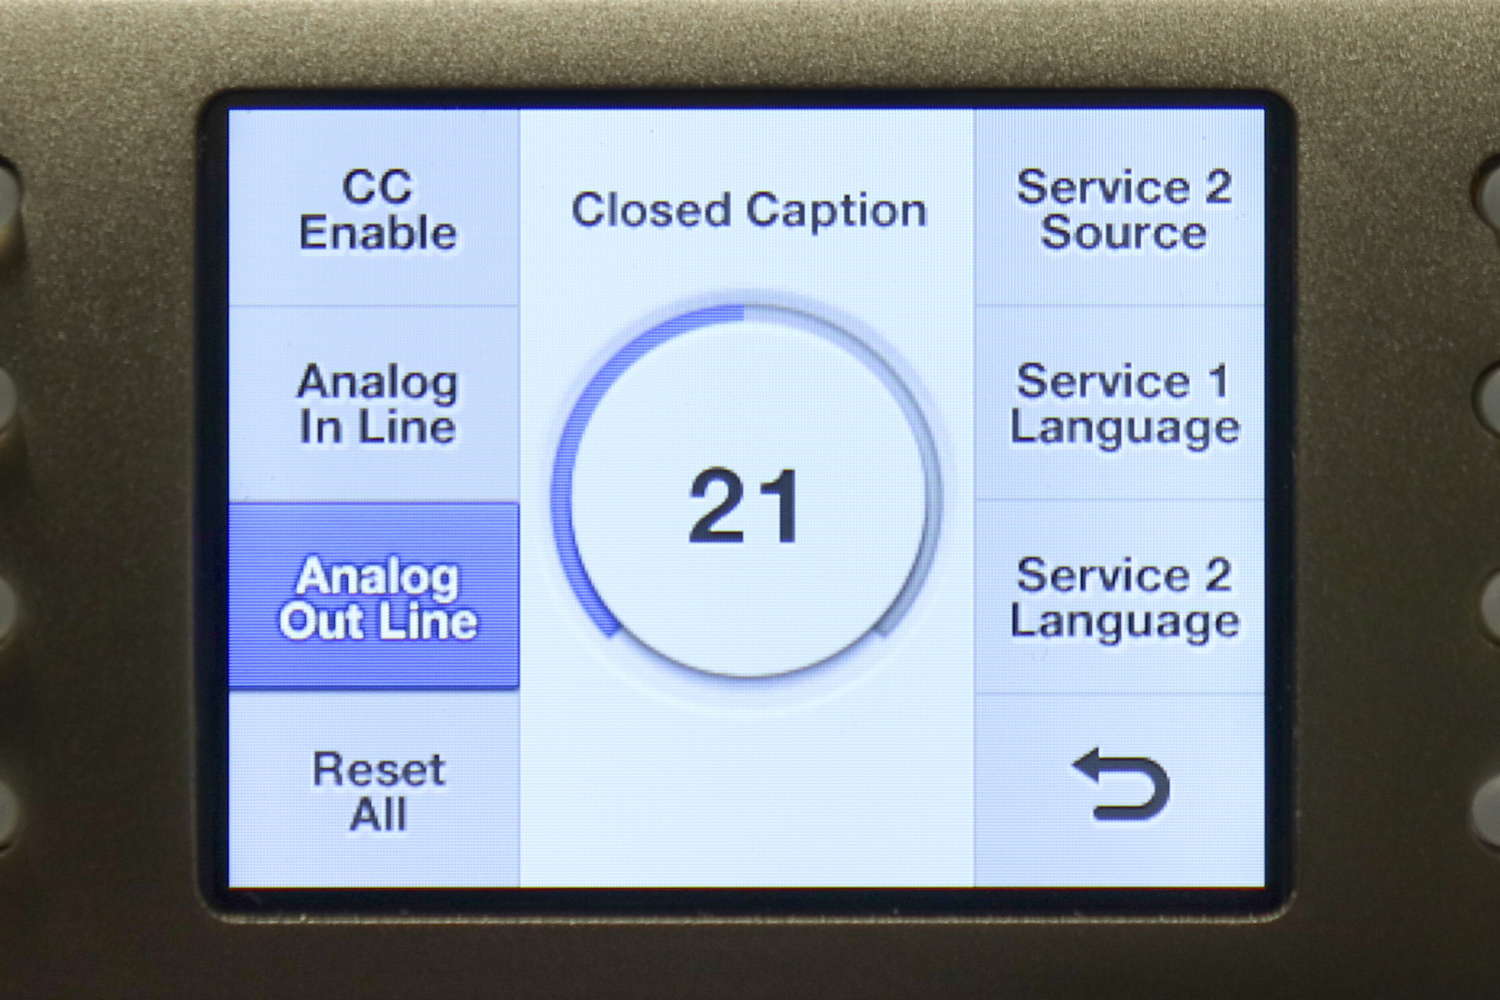 CC
Enable
Analog
In Line
Analog
Out Line
Reset
All
Closed Caption
21
Service 2
Source
Service 1
Language
Service 2
Language